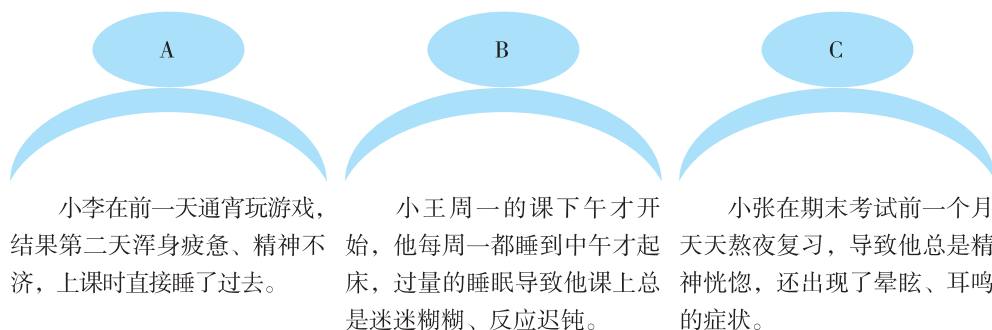 A
小李在前一天通宵玩游戏，
结果第二天浑身疲惫、精神不
济，上课时直接睡了过去。
B
小王周一的课下午才开
始，他每周一都睡到中午才起
床，过量的睡眠导致他课上总
是迷迷糊糊、反应迟钝。
C
小张在期末考试前一个月
天天熬夜复习，导致他总是精
神恍惚，还出现了晕眩、耳鸣
的症状。